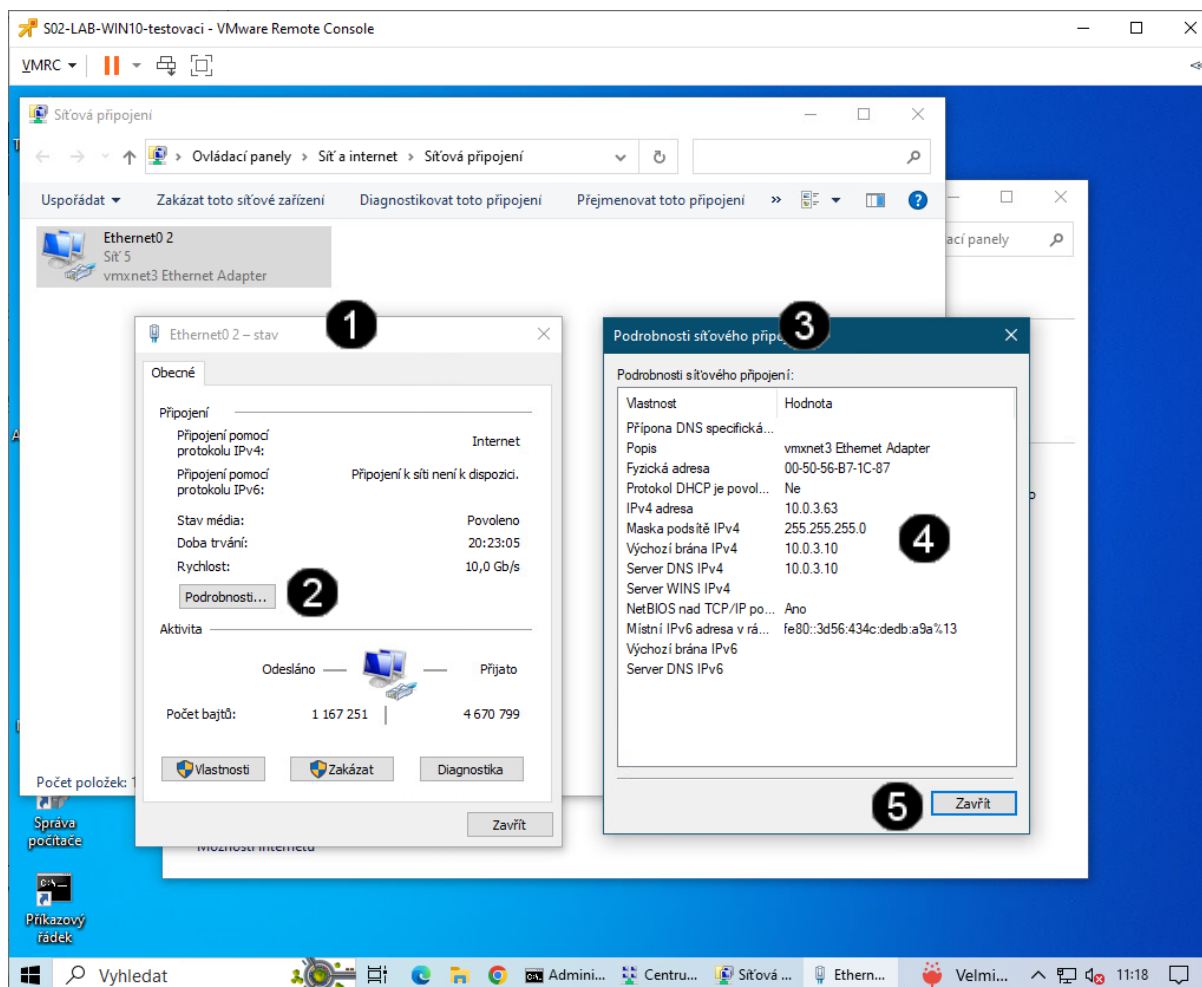 S02-LAB-WIN10-testovaci - VMware Remote Console
VMRC
Síťová připojení
Ovládací panely › Síť a internet › Síťová připojení
Uspořádat
Zakázat toto síťové zařízení
Diagnostikovat toto připojení
Přejmenovat toto připojení
»
ací panely
Ethernet0 2
Síť 5
vmxnet3 Ethernet Adapter
1
Ethernet0 2 – stav
Obecné
Připojení
Připojení pomocí
protokolu IPv4:
Internet
Připojení pomocí
protokolu IPv6:
Připojení k síti není k dispozici.
Stav média: Povoleno
Doba trvání: 20:23:05
Rychlost: 10,0 Gb/s
Podrobnosti...
2
Aktivita
Odesláno — — Přijato
Počet bajtů: 1 167 251 | 4 670 799
Vlastnosti
Zakázat
Diagnostika
Zavřít
3
Podrobnosti síťového přip
Podrobnosti síťového připojení:
Vlastnost Hodnota
Přípona DNS specifická...
Popis vmxnet3 Ethernet Adapter
Fyzická adresa 00-50-56-B7-1C-87
Protokol DHCP je povol... Ne
IPv4 adresa 10.0.3.63
Maska podsítě IPv4 255.255.255.0
Výchozí brána IPv4 10.0.3.10
Server DNS IPv4 10.0.3.10
Server WINS IPv4
NetBIOS nad TCP/IP po... Ano
Místní IPv6 adresa v rá... fe80::3d56:434c:dedb:a9a%13
Výchozí brána IPv6
Server DNS IPv6
4
5
Zavřít
Počet položek: 1
Možnosti Internetu
Správa
počítače
Příkazový
řádek
Vyhledat
Admini...
Centru...
Síťová ...
Ethern...
Velmi...
11:18